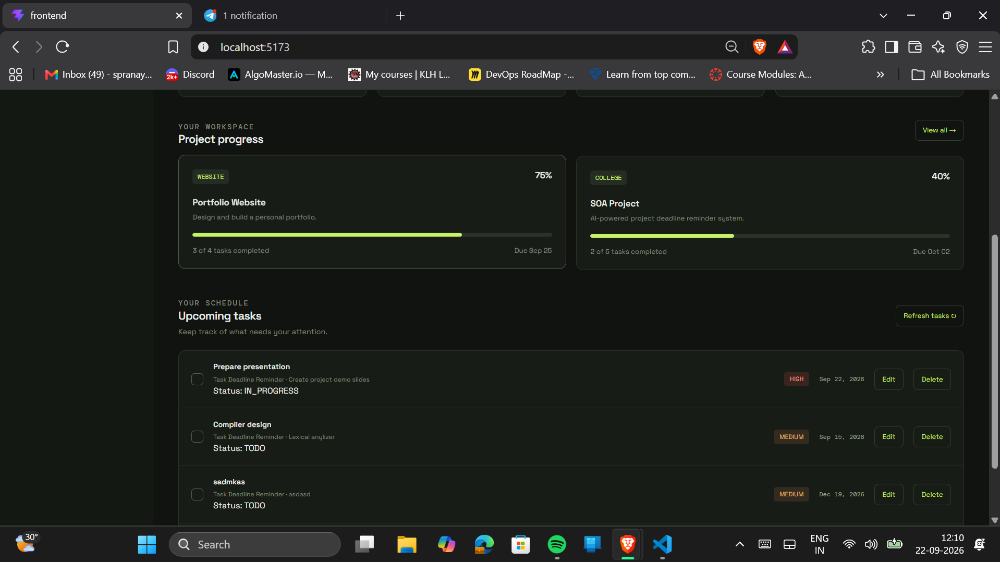 frontend
1 notification
localhost:5173
Inbox (49) - spranay...
2k+
Discord
AlgoMaster.io — M...
My courses | KLH L...
DevOps RoadMap -...
Learn from top com...
Course Modules: A...
All Bookmarks
YOUR WORKSPACE
Project progress
View all →
WEBSITE
75%
Portfolio Website
Design and build a personal portfolio.
3 of 4 tasks completed
Due Sep 25
COLLEGE
40%
SOA Project
AI-powered project deadline reminder system.
2 of 5 tasks completed
Due Oct 02
YOUR SCHEDULE
Upcoming tasks
Keep track of what needs your attention.
Refresh tasks ↻
Prepare presentation
Task Deadline Reminder · Create project demo slides
Status: IN_PROGRESS
HIGH
Sep 22, 2026
Edit
Delete
Compiler design
Task Deadline Reminder · Lexical anylizer
Status: TODO
MEDIUM
Sep 15, 2026
Edit
Delete
sadmkas
Task Deadline Reminder · asdasd
Status: TODO
MEDIUM
Dec 19, 2026
Edit
Delete
30°
Search
ENG
IN
12:10
22-09-2026